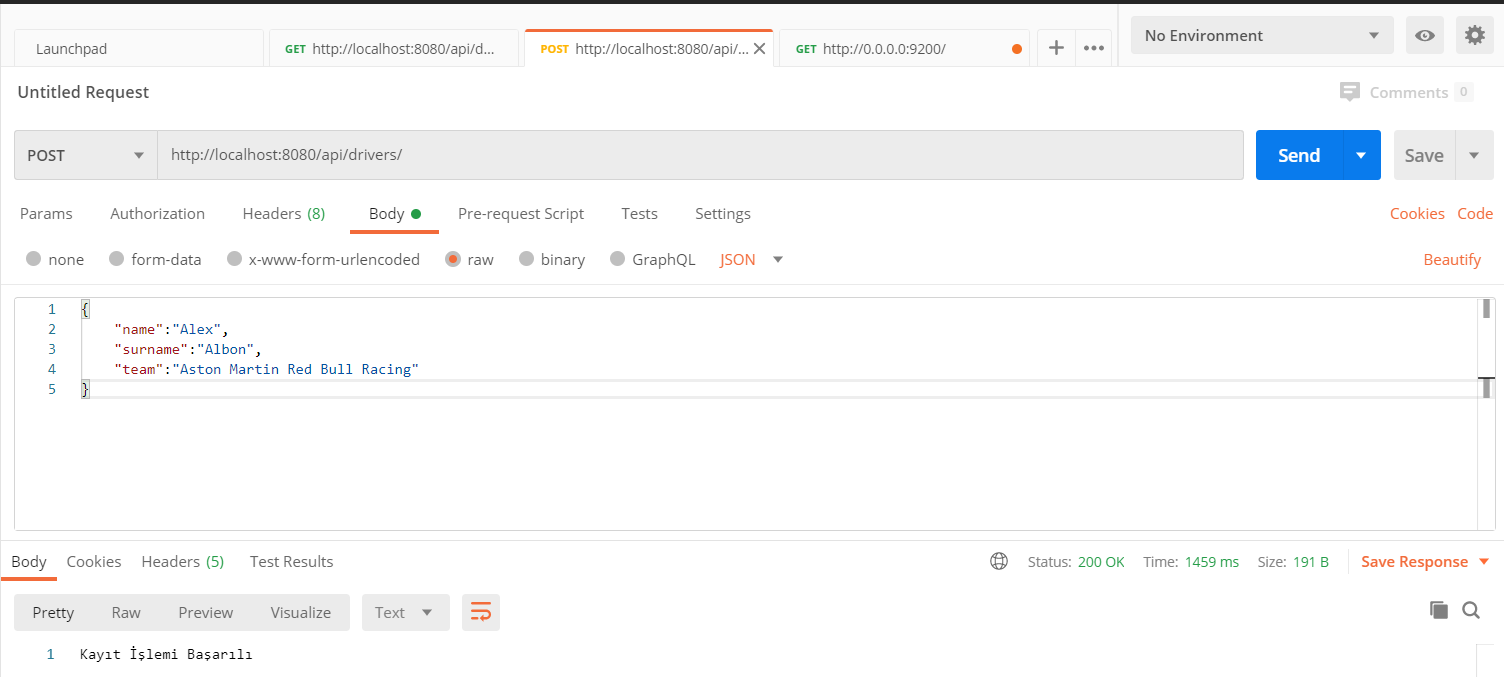 Launchpad
GET http://localhost:8080/api/d...
POST http://localhost:8080/api/...
GET http://0.0.0.0:9200/
No Environment
Untitled Request
Comments 0
POST http://localhost:8080/api/drivers/ Send Save
Params Authorization Headers (8) Body Pre-request Script Tests Settings Cookies Code
none form-data x-www-form-urlencoded raw binary GraphQL JSON Beautify
1 {
2 "name":"Alex",
3 "surname":"Albon",
4 "team":"Aston Martin Red Bull Racing"
5 }
Body Cookies Headers (5) Test Results Status: 200 OK Time: 1459 ms Size: 191 B Save Response
Pretty Raw Preview Visualize Text
1 Kayıt İşlemi Başarılı